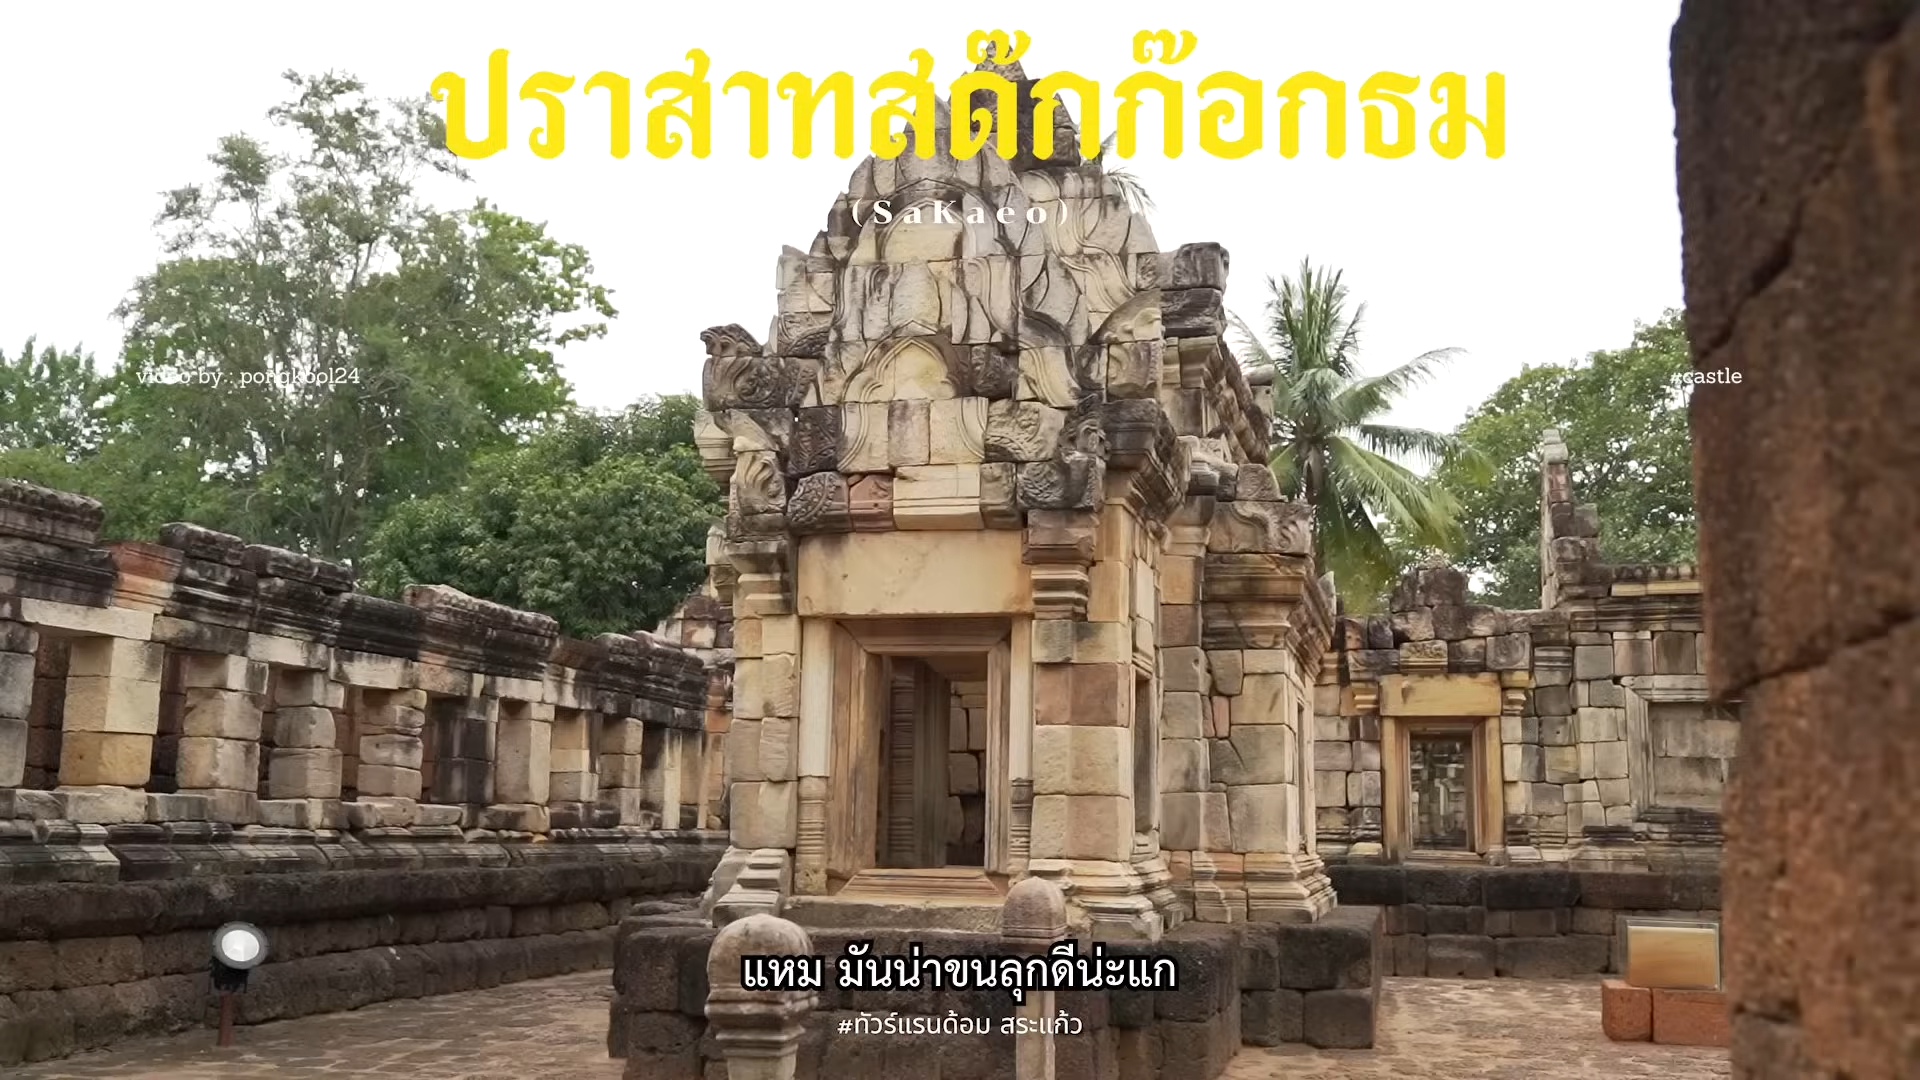 ปราสาทสด๊กก๊อกธม
(SaKaeo)
video by : pongkool24
#castle
แหม มันน่าขนลุกดีน่ะแก
#ทัวร์แรนด้อม สระแก้ว